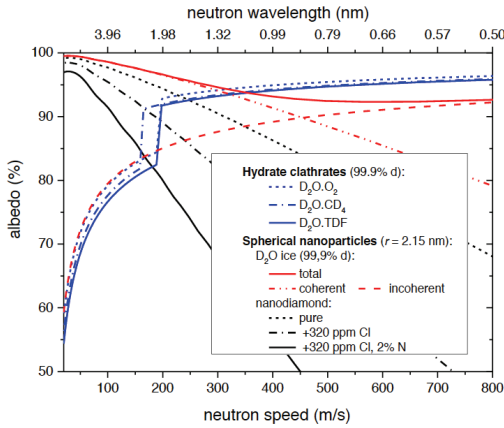 neutron wavelength (nm)
3.96 1.98 1.32 0.99 0.79 0.66 0.57 0.50
100
90
80
70
60
50
albedo (%)
Hydrate clathrates (99.9% d):
D₂O.O₂
D₂O.CD₄
D₂O.TDF
Spherical nanoparticles (r = 2.15 nm):
D₂O ice (99,9% d):
total
coherent incoherent
nanodiamond:
pure
+320 ppm Cl
+320 ppm Cl, 2% N
100 200 300 400 500 600 700 800
neutron speed (m/s)